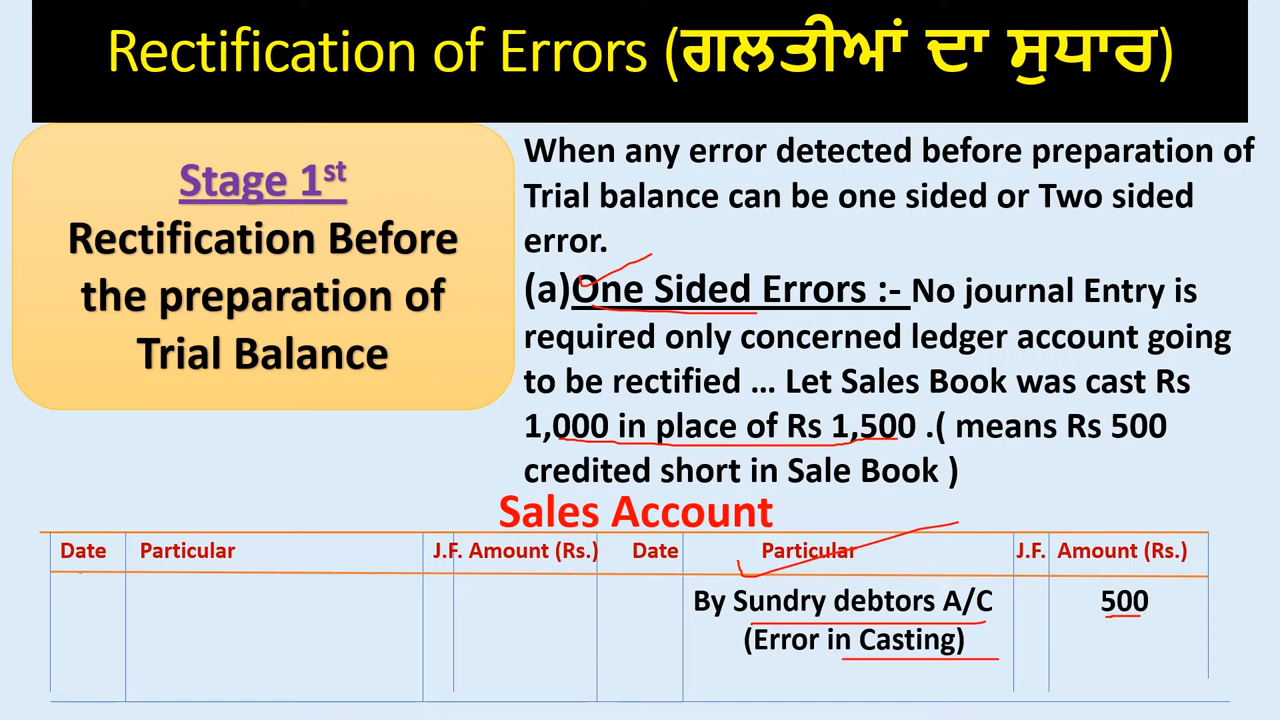 Rectification of Errors (ਗਲਤੀਆਂ ਦਾ ਸੁਧਾਰ)
Stage 1st
Rectification Before
the preparation of
Trial Balance
When any error detected before preparation of
Trial balance can be one sided or Two sided
error.
(a)One Sided Errors :- No journal Entry is
required only concerned ledger account going
to be rectified ... Let Sales Book was cast Rs
1,000 in place of Rs 1,500 .( means Rs 500
credited short in Sale Book )
Sales Account
Date Particular J.F. Amount (Rs.) Date Particular J.F. Amount (Rs.)
By Sundry debtors A/C 500
(Error in Casting)